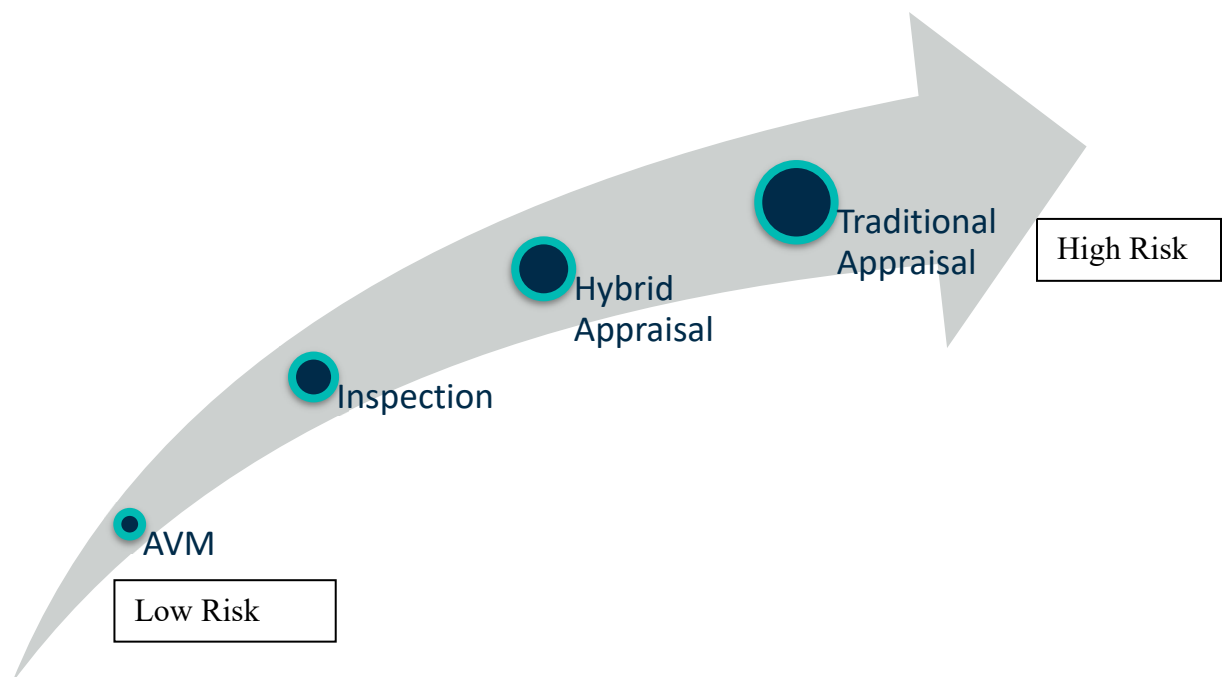 Traditional
Appraisal
High Risk
Hybrid
Appraisal
Inspection
AVM
Low Risk